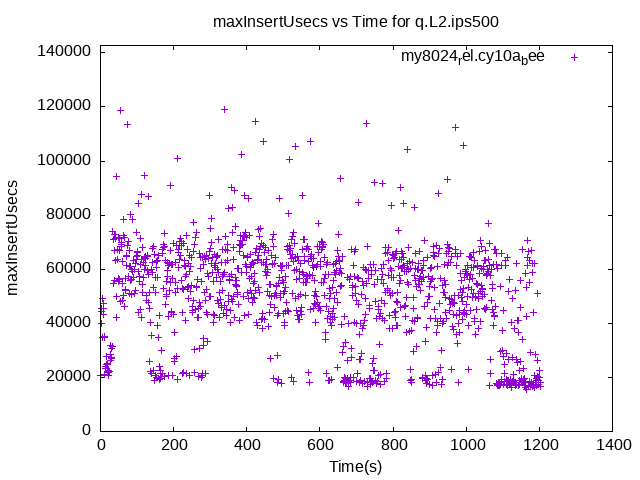 maxInsertUsecs vs Time for q.L2.ips500
my8024rel.cy10abee
140000
120000
100000
80000
60000
40000
20000
0
maxInsertUsecs
0 200 400 600 800 1000 1200 1400
Time(s)